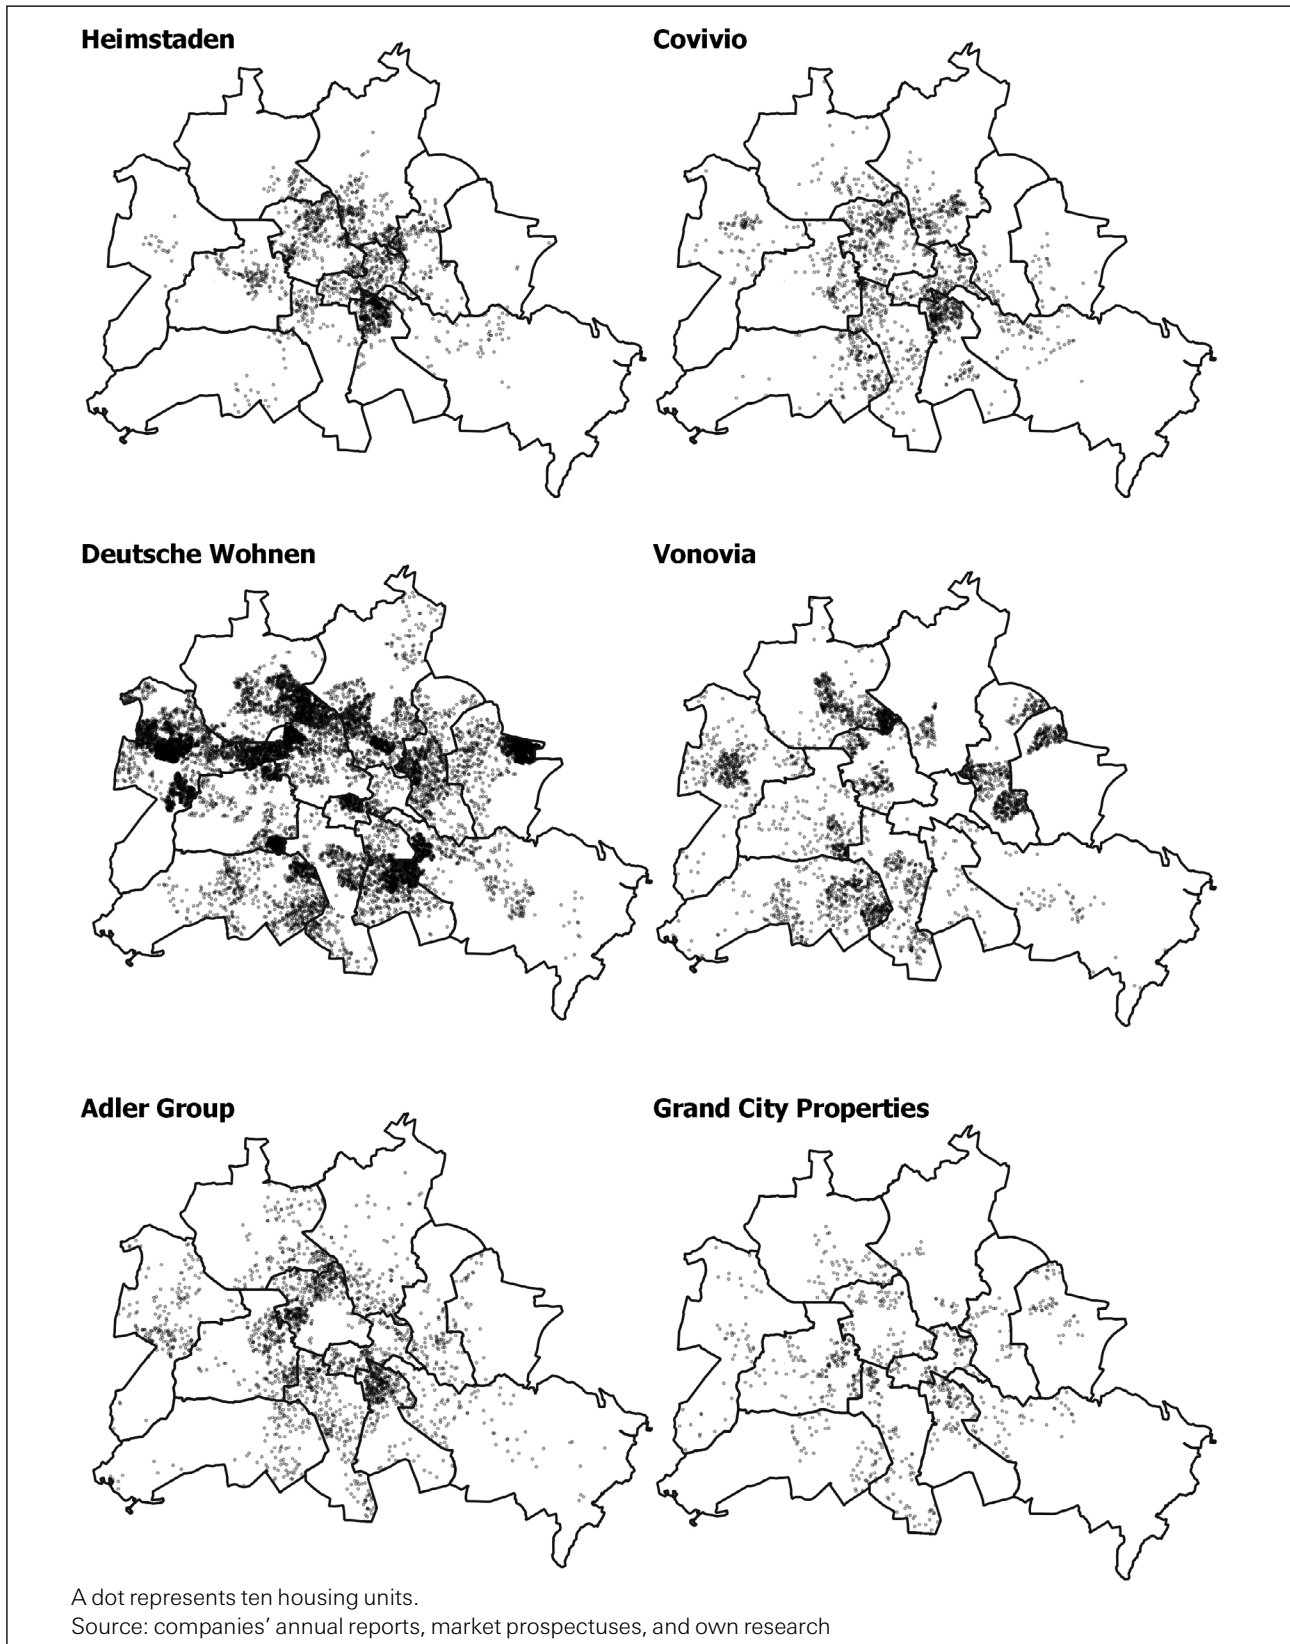 Heimstaden
Covivio
Deutsche Wohnen
Vonovia
Adler Group
Grand City Properties
A dot represents ten housing units.
Source: companies’ annual reports, market prospectuses, and own research